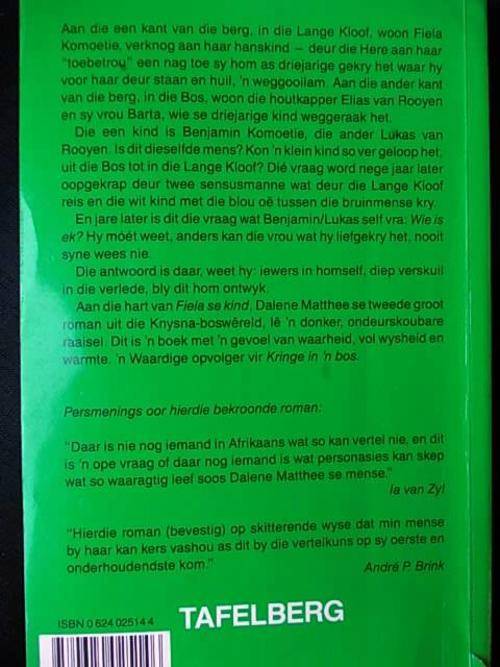 Aan die een kant van die berg, in die Lange Kloof, woon Fiela
Komoetie, verknog aan haar hanskind — deur die Here aan haar
"toebetrou" een nag toe sy hom as driejarige gekry het waar hy
voor haar deur staan en huil, 'n weggooilam. Aan die ander kant
van die berg, in die Bos, woon die houtkapper Elias van Rooyen
en sy vrou Barta, wie se driejarige kind weggeraak het.
Die een kind is Benjamin Komoetie, die ander Lukas van
Rooyen. Is dit dieselfde mens? Kon 'n klein kind so ver geloop het,
uit die Bos tot in die Lange Kloof? Dié vraag word nege jaar later
oopgekrap deur twee sensusmanne wat deur die Lange Kloof
reis en die wit kind met die blou oë tussen die bruinmense kry.
En jare later is dit die vraag wat Benjamin/Lukas self vra: Wie is
ek? Hy móét weet, anders kan die vrou wat hy liefgekry het, nooit
syne wees nie.
Die antwoord is daar, weet hy: iewers in homself, diep verskuil
in die verlede, bly dit hom ontwyk.
Aan die hart van Fiela se kind, Dalene Matthee se tweede groot
roman uit die Knysna-boswêreld, lê 'n donker, ondeurskoubare
raaisel. Dit is 'n boek met 'n gevoel van waarheid, vol wysheid en
warmte. 'n Waardige opvolger vir Kringe in 'n bos.
Persmenings oor hierdie bekroonde roman:
"Daar is nie nog iemand in Afrikaans wat so kan vertel nie, en dit
is 'n ope vraag of daar nog iemand is wat personasies kan skep
wat so waaragtig leef soos Dalene Matthee se mense."
Ia van Zyl
"Hierdie roman (bevestig) op skitterende wyse dat min mense
by haar kan kers vashou as dit by die vertelkuns op sy oerste en
onderhoudendste kom."
André P. Brink
ISBN 0 624 02514 4
TAFELBERG